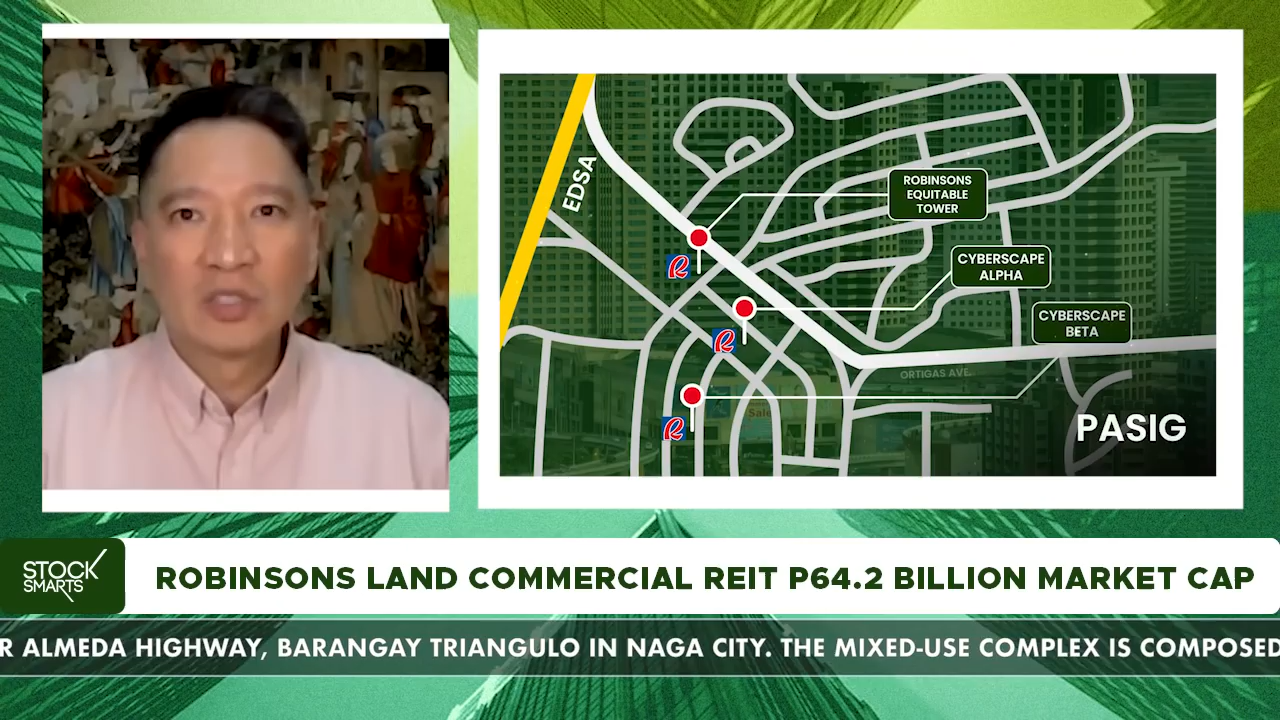 EDSA
ROBINSONS
EQUITABLE
TOWER
CYBERSCAPE
ALPHA
CYBERSCAPE
BETA
ORTIGAS AVE.
Sale
PASIG
STOCK
SMARTS
ROBINSONS LAND COMMERCIAL REIT P64.2 BILLION MARKET CAP
R ALMEDA HIGHWAY, BARANGAY TRIANGULO IN NAGA CITY. THE MIXED-USE COMPLEX IS COMPOSED